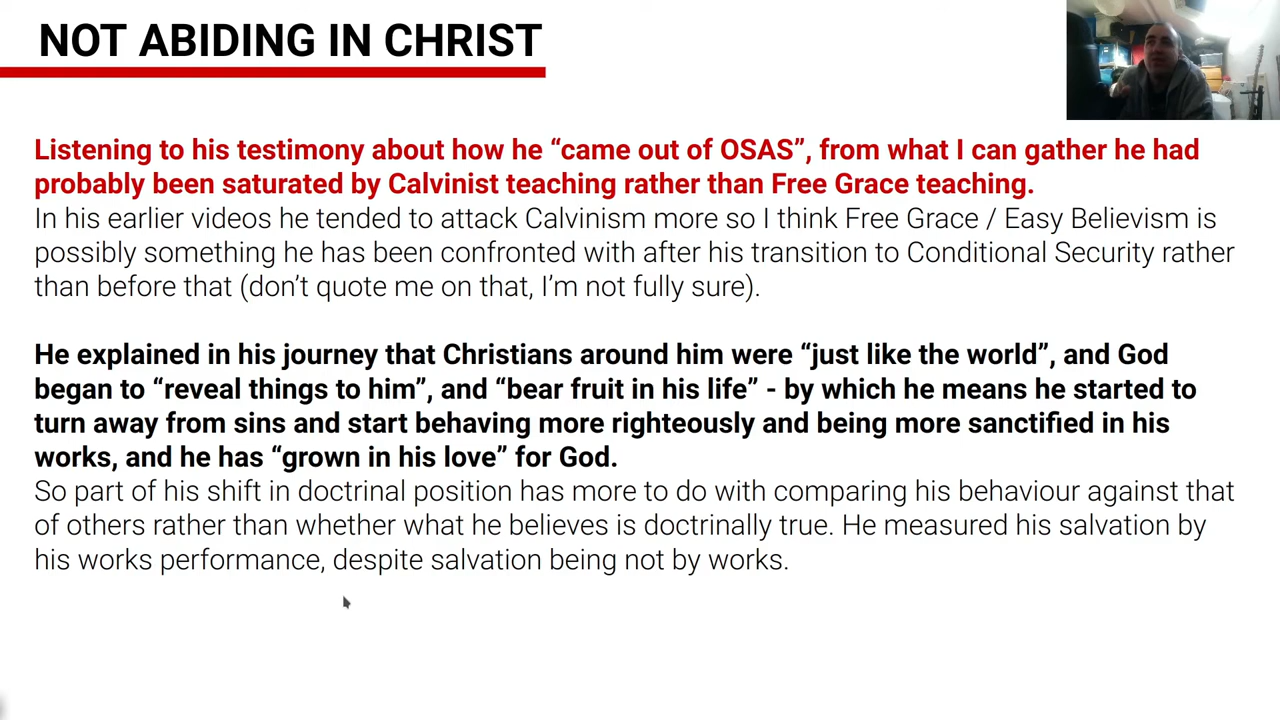 NOT ABIDING IN CHRIST
Listening to his testimony about how he “came out of OSAS”, from what I can gather he had
probably been saturated by Calvinist teaching rather than Free Grace teaching.
In his earlier videos he tended to attack Calvinism more so I think Free Grace / Easy Believism is
possibly something he has been confronted with after his transition to Conditional Security rather
than before that (don’t quote me on that, I’m not fully sure).
He explained in his journey that Christians around him were “just like the world”, and God
began to “reveal things to him”, and “bear fruit in his life” - by which he means he started to
turn away from sins and start behaving more righteously and being more sanctified in his
works, and he has “grown in his love” for God.
So part of his shift in doctrinal position has more to do with comparing his behaviour against that
of others rather than whether what he believes is doctrinally true. He measured his salvation by
his works performance, despite salvation being not by works.